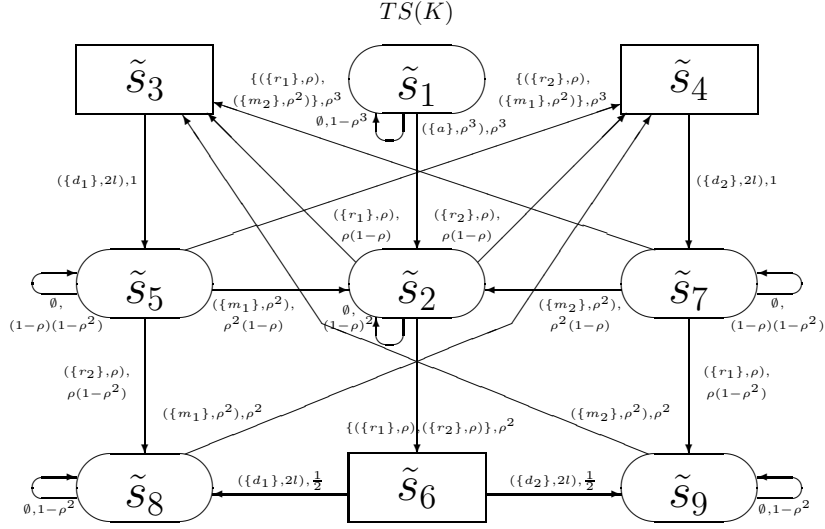 TS(K)
s̃₃
s̃₁
s̃₄
{({r₁},ρ),
({m₂},ρ²)},ρ³
{({r₂},ρ),
({m₁},ρ²)},ρ³
∅,1−ρ³
({a},ρ³),ρ³
({d₁},2l),1
({d₂},2l),1
({r₁},ρ),
ρ(1−ρ)
({r₂},ρ),
ρ(1−ρ)
s̃₅
s̃₂
s̃₇
∅,
(1−ρ)(1−ρ²)
({m₁},ρ²),
ρ²(1−ρ)
∅,
(1−ρ)²
({m₂},ρ²),
ρ²(1−ρ)
∅,
(1−ρ)(1−ρ²)
({r₂},ρ),
ρ(1−ρ²)
({r₁},ρ),
ρ(1−ρ²)
({m₁},ρ²),ρ²
({m₂},ρ²),ρ²
{({r₁},ρ),({r₂},ρ)},ρ²
s̃₈
s̃₆
s̃₉
∅,1−ρ²
({d₁},2l),½
({d₂},2l),½
∅,1−ρ²